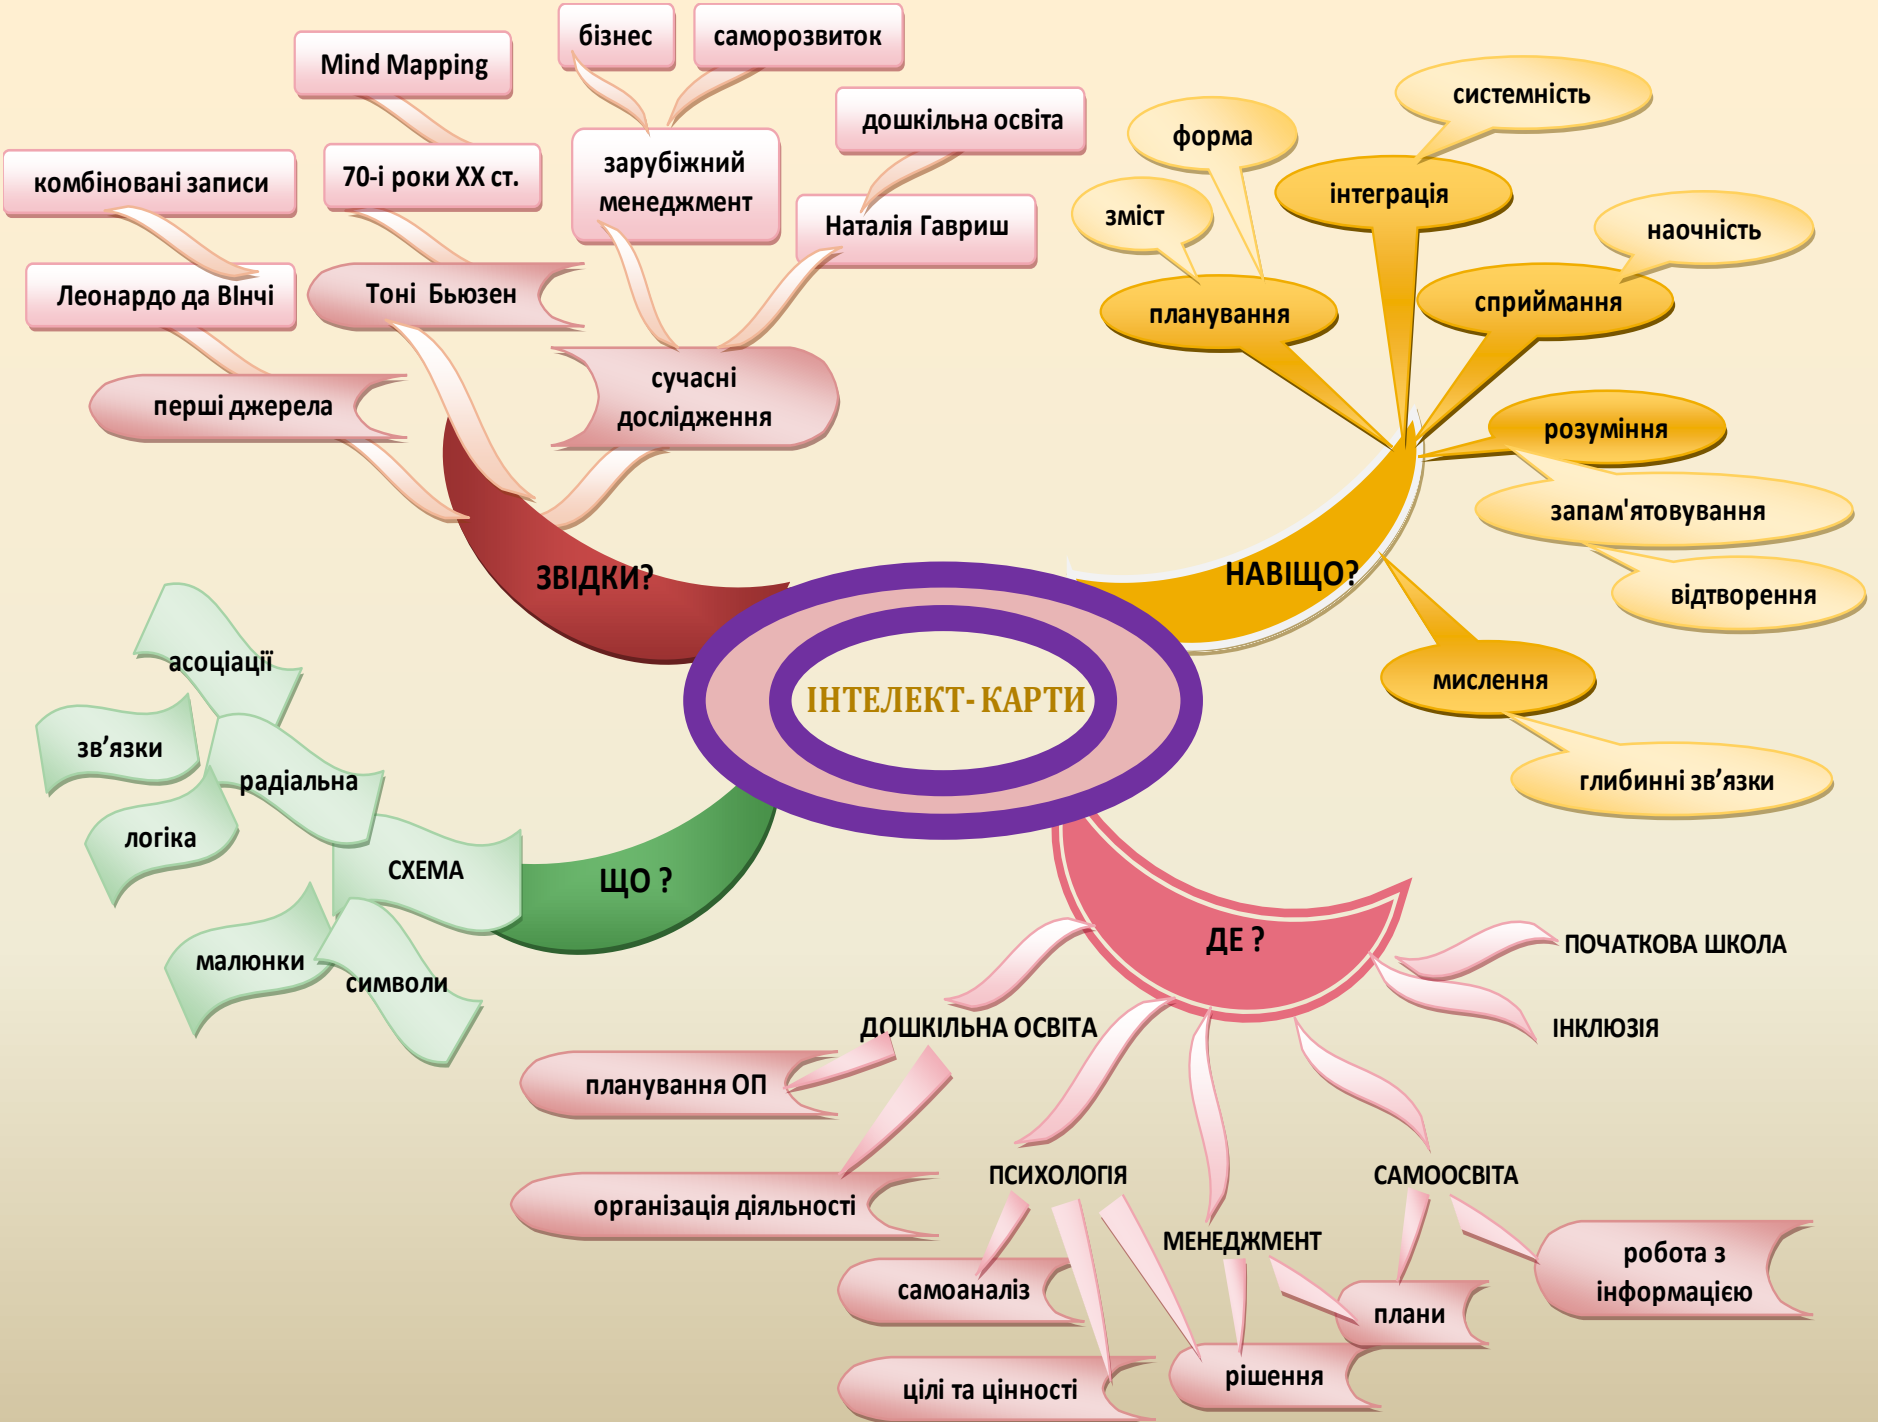 бізнес
саморозвиток
Mind Mapping
дошкільна освіта
комбіновані записи
70-і роки ХХ ст.
зарубіжний
менеджмент
Наталія Гавриш
Леонардо да ВІнчі
Тоні Бьюзен
перші джерела
сучасні
дослідження
ЗВІДКИ?
системність
форма
зміст
інтеграція
наочність
планування
сприймання
розуміння
запам'ятовування
відтворення
НАВІЩО?
мислення
глибинні зв’язки
ІНТЕЛЕКТ- КАРТИ
асоціації
зв’язки
радіальна
логіка
СХЕМА
ЩО ?
малюнки
символи
ДЕ ?
ПОЧАТКОВА ШКОЛА
ІНКЛЮЗІЯ
ДОШКІЛЬНА ОСВІТА
планування ОП
організація діяльності
ПСИХОЛОГІЯ
САМООСВІТА
МЕНЕДЖМЕНТ
самоаналіз
плани
робота з
інформацією
цілі та цінності
рішення